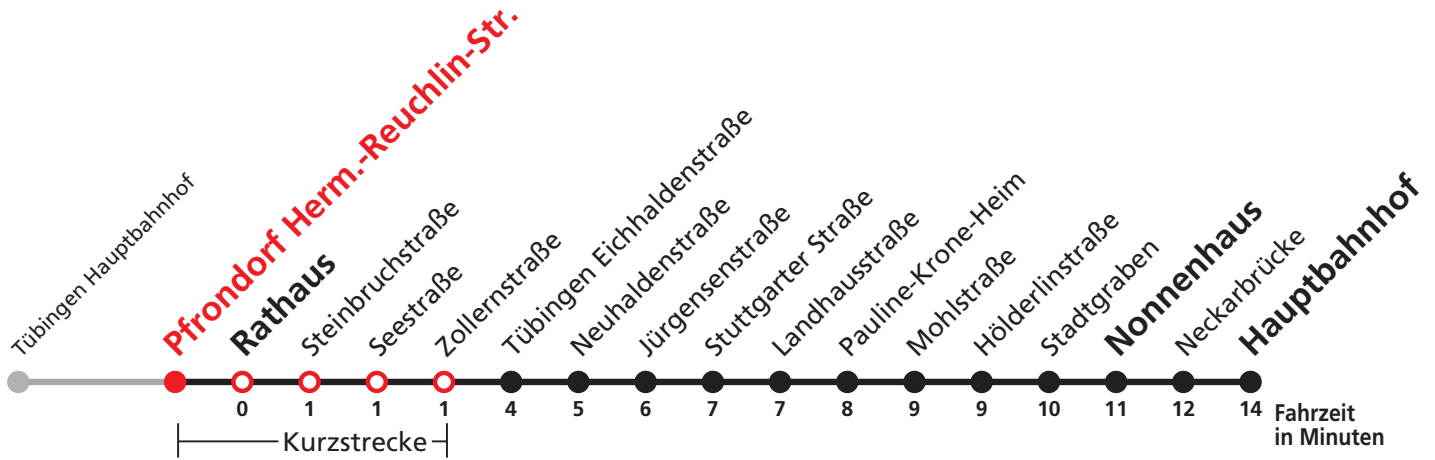 Tübingen Hauptbahnhof
Pfrondorf Herm.-Reuchlin-Str.
Rathaus
Steinbruchstraße
Seestraße
Zollernstraße
Tübingen Eichhaldenstraße
Neuhaldenstraße
Jürgensenstraße
Stuttgarter Straße
Landhausstraße
Pauline-Krone-Heim
Mohlstraße
Hölderlinstraße
Stadtgraben
Nonnenhaus
Neckarbrücke
Hauptbahnhof
0 1 1 1 4 5 6 7 7 8 9 9 10 11 12 14
Fahrzeit
in Minuten
Kurzstrecke